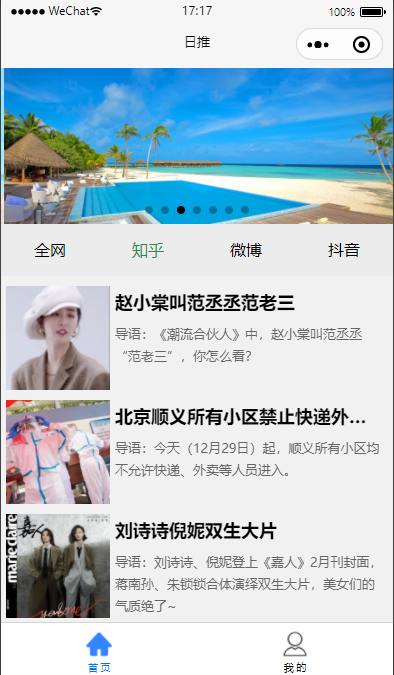 WeChat
17:17
100%
日推
全网
知乎
微博
抖音
赵小棠叫范丞丞范老三
导语：《潮流合伙人》中，赵小棠叫范丞丞
“范老三”，你怎么看?
北京顺义所有小区禁止快递外...
导语：今天（12月29日）起，顺义所有小区均
不允许快递、外卖等人员进入。
marie claire
嘉人
刘诗诗倪妮双生大片
导语：刘诗诗、倪妮登上《嘉人》2月刊封面，
蒋南孙、朱锁锁合体演绎双生大片，美女们的
气质绝了~
首页
我的